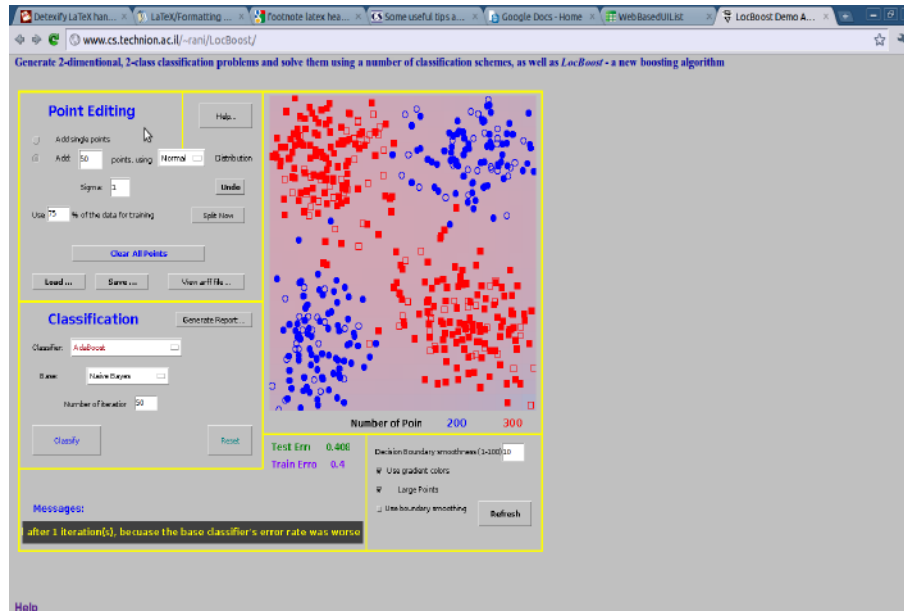 Detexify LaTeX han...
LaTeX/Formatting ...
footnote latex hea...
Some useful tips a...
Google Docs - Home
WebBasedUiList
LocBoost Demo A...
www.cs.technion.ac.il/~rani/LocBoost/
Generate 2-dimentional, 2-class classification problems and solve them using a number of classification schemes, as well as LocBoost - a new boosting algorithm
Point Editing
Help...
Add single points
Add: 50 points, using Normal Distribution
Sigma: 1
Undo
Use 75 % of the data for training
Split Now
Clear All Points
Load ...
Save ...
View arff file ...
Classification
Generate Report...
Classifier: AdaBoost
Base: Naive Bayes
Number of iteratior 50
Classify
Reset
Number of Poin 200 300
Test Erro 0.408
Train Erro 0.4
Decision Boundary smoothness (1-100) 10
Use gradient colors
Large Points
Use boundary smoothing
Refresh
Messages:
after 1 iteration(s), becuase the base classifier's error rate was worse
Help